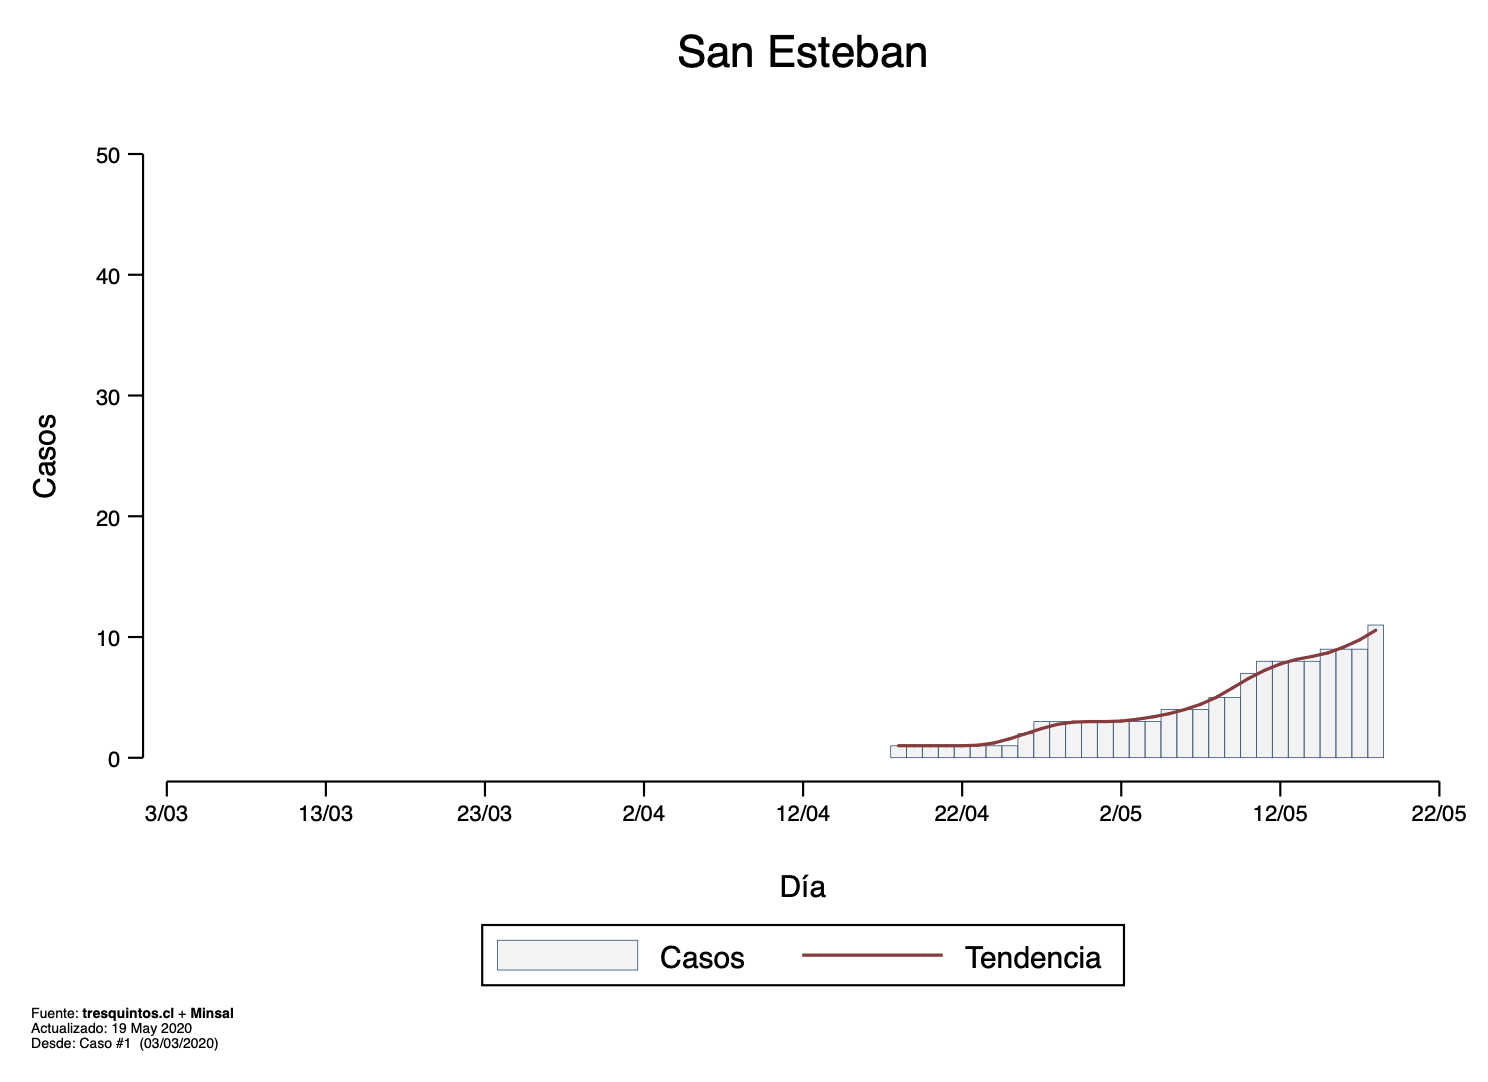 San Esteban
50
40
30
20
10
0
Casos
3/03 13/03 23/03 2/04 12/04 22/04 2/05 12/05 22/05
Día
Casos Tendencia
Fuente: tresquintos.cl + Minsal
Actualizado: 19 May 2020
Desde: Caso #1 (03/03/2020)